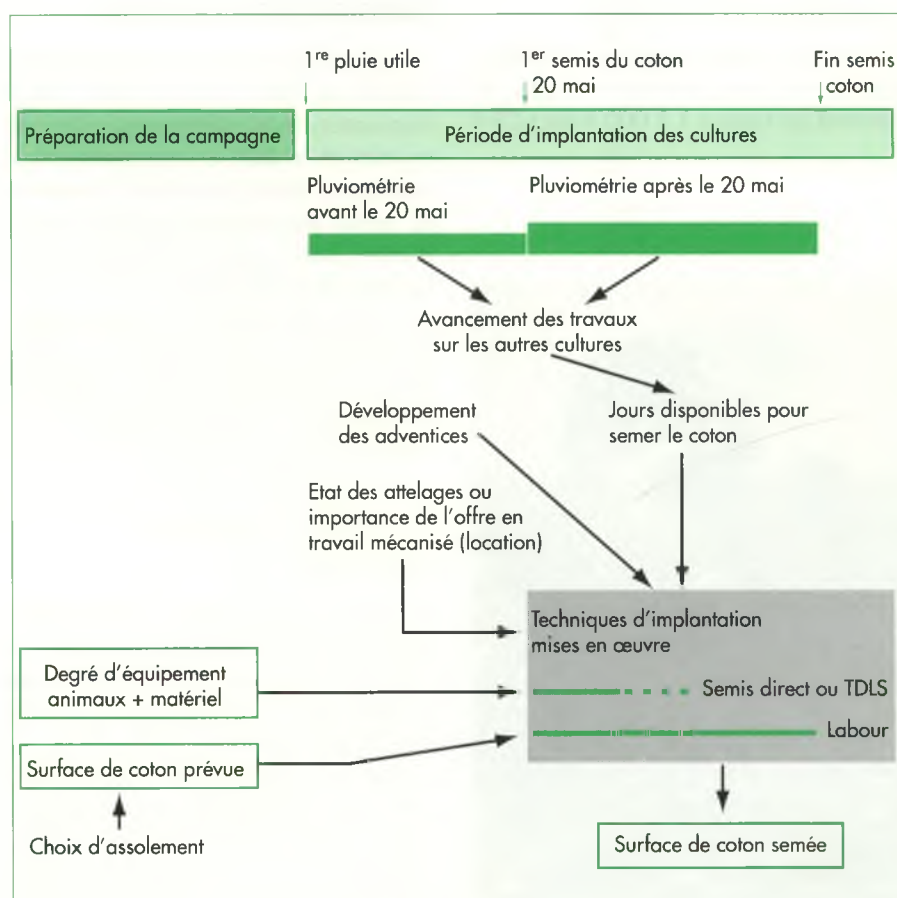 1re pluie utile
1er semis du coton
20 mai
Fin semis
coton
Préparation de la campagne
Période d'implantation des cultures
Pluviométrie
avant le 20 mai
Pluviométrie après le 20 mai
Avancement des travaux
sur les autres cultures
Développement
des adventices
Jours disponibles pour
semer le coton
Etat des attelages ou
importance de l'offre en
travail mécanisé (location)
Techniques d'implantation
mises en œuvre
Degré d'équipement
animaux + matériel
Semis direct ou TDLS
Labour
Surface de coton prévue
Choix d'assolement
Surface de coton semée